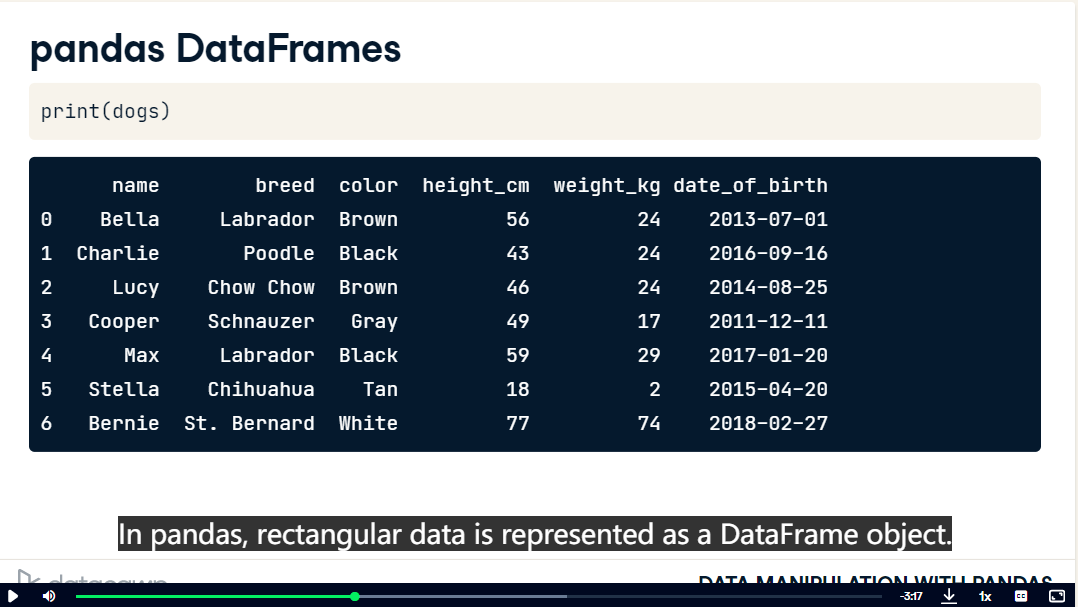 pandas DataFrames
print(dogs)
name breed color height_cm weight_kg date_of_birth
0 Bella Labrador Brown 56 24 2013-07-01
1 Charlie Poodle Black 43 24 2016-09-16
2 Lucy Chow Chow Brown 46 24 2014-08-25
3 Cooper Schnauzer Gray 49 17 2011-12-11
4 Max Labrador Black 59 29 2017-01-20
5 Stella Chihuahua Tan 18 2 2015-04-20
6 Bernie St. Bernard White 77 74 2018-02-27
In pandas, rectangular data is represented as a DataFrame object.
datacamp DATA MANIPULATION WITH PANDAS
-3:17 1x CC